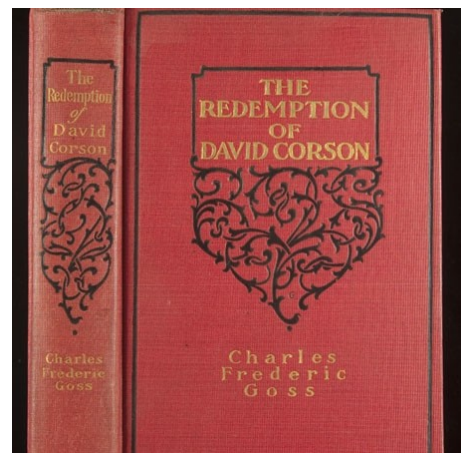 The
Redemption
of
David
Corson
Charles
Frederic
Goss
THE
REDEMPTION
OF
DAVID CORSON
Charles
Frederic
Goss